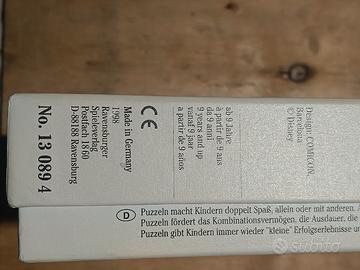 Design: COMICON,
Barcelona
© Disney
ab 9 Jahre
à partir de 9 ans
da 9 anni
9 years and up
vanaf 9 jaar
a partir de 9 años
CE
Made in Germany
1998
Ravensburger
Spieleverlag
Postfach 18 60
D-88188 Ravensburg
No. 13 089 4
D Puzzeln macht Kindern doppelt Spaß, allein oder mit anderen.
Puzzeln fördert das Kombinationsvermögen, die Ausdauer, die
Puzzeln gibt Kindern immer wieder "kleine" Erfolgserlebnisse
subito.it